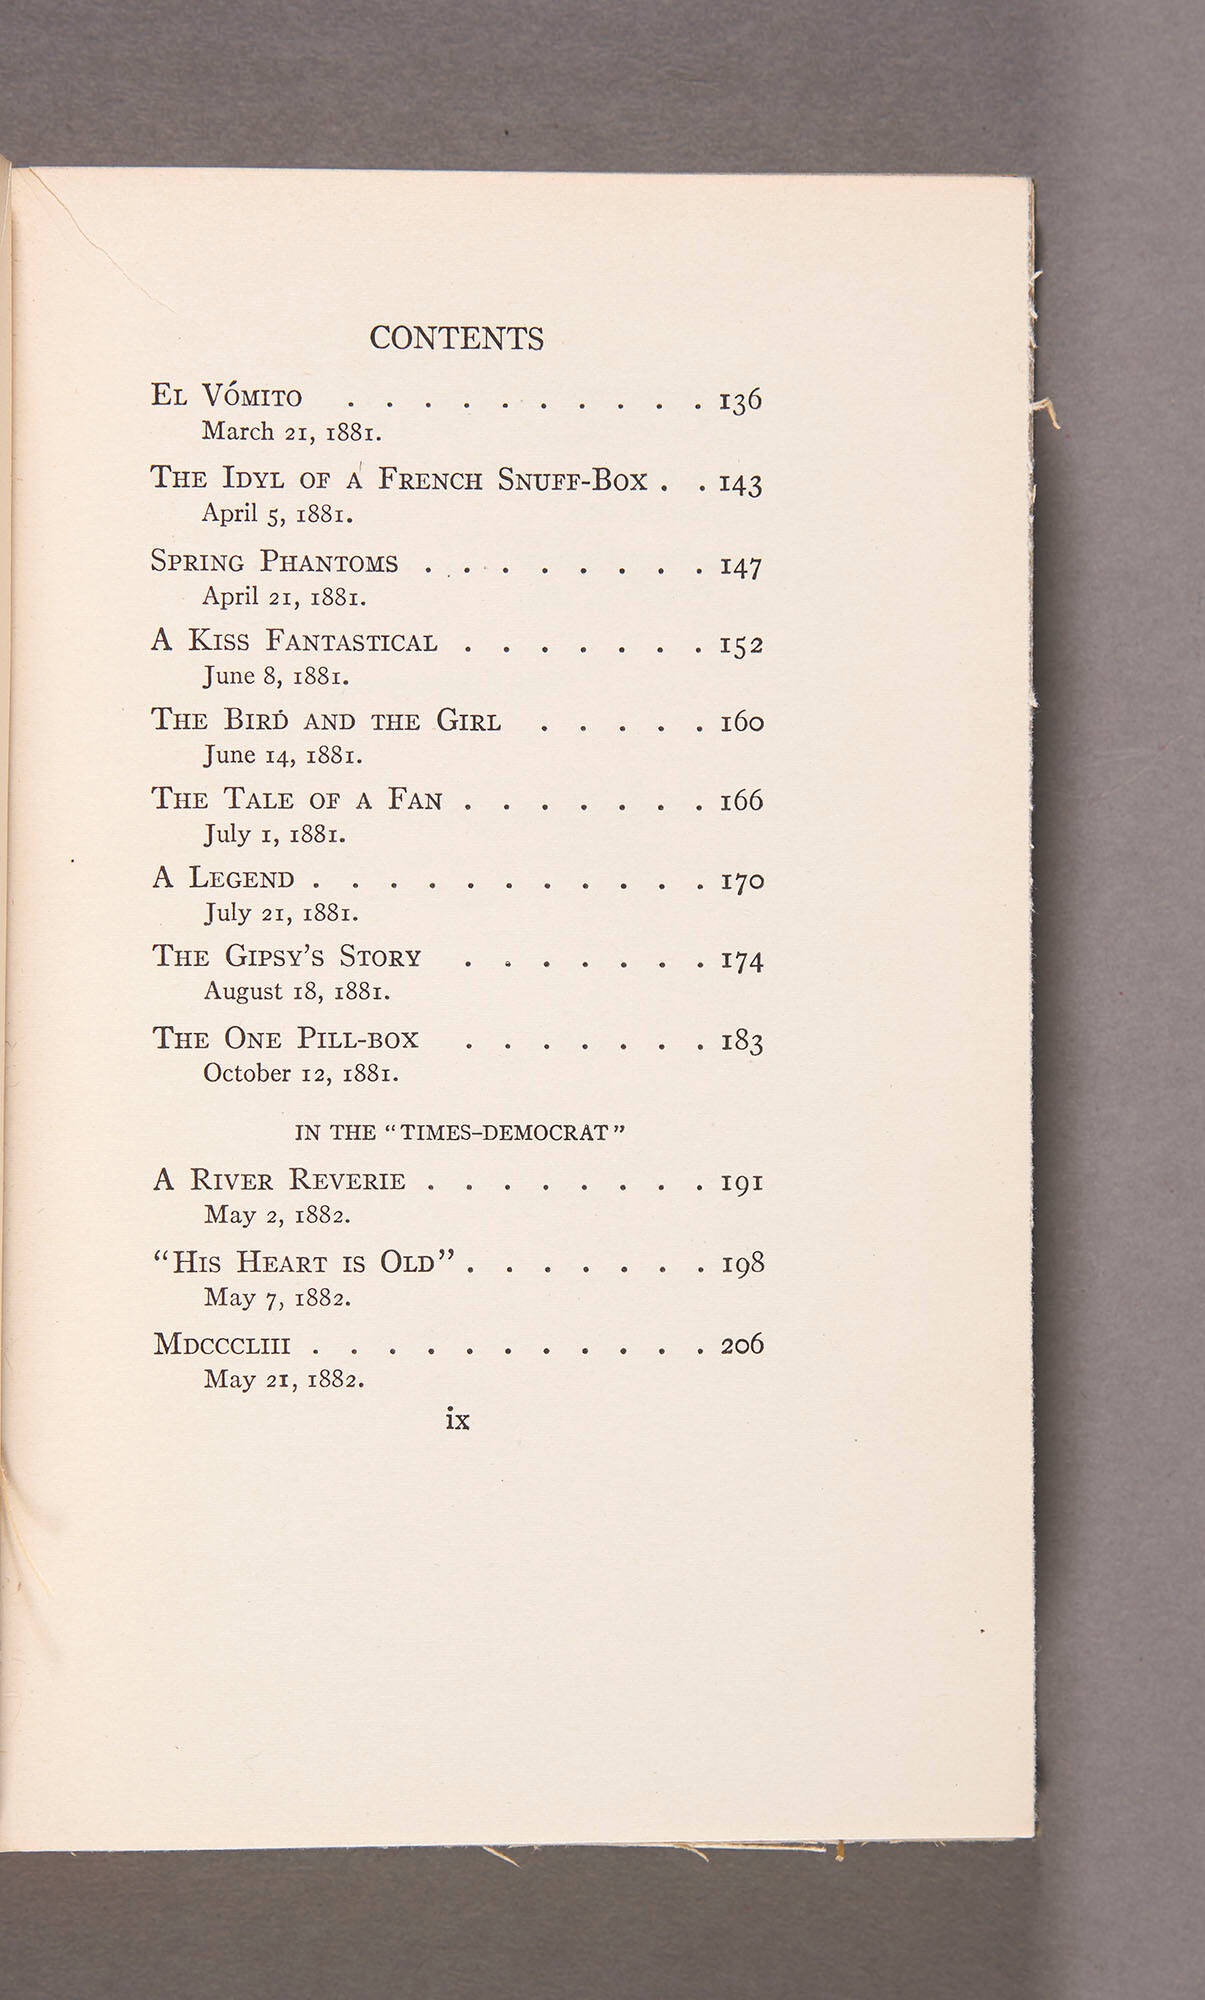 CONTENTS
El Vómito . . . . . . . . . . 136
March 21, 1881.
The Idyl of a French Snuff-Box . . 143
April 5, 1881.
Spring Phantoms . . . . . . . . 147
April 21, 1881.
A Kiss Fantastical . . . . . . . 152
June 8, 1881.
The Bird and the Girl . . . . . 160
June 14, 1881.
The Tale of a Fan . . . . . . . 166
July 1, 1881.
A Legend . . . . . . . . . . . 170
July 21, 1881.
The Gipsy's Story . . . . . . . 174
August 18, 1881.
The One Pill-box . . . . . . . 183
October 12, 1881.
IN THE "TIMES-DEMOCRAT"
A River Reverie . . . . . . . . 191
May 2, 1882.
"His Heart is Old" . . . . . . . 198
May 7, 1882.
Mdcccliii . . . . . . . . . . . 206
May 21, 1882.
ix